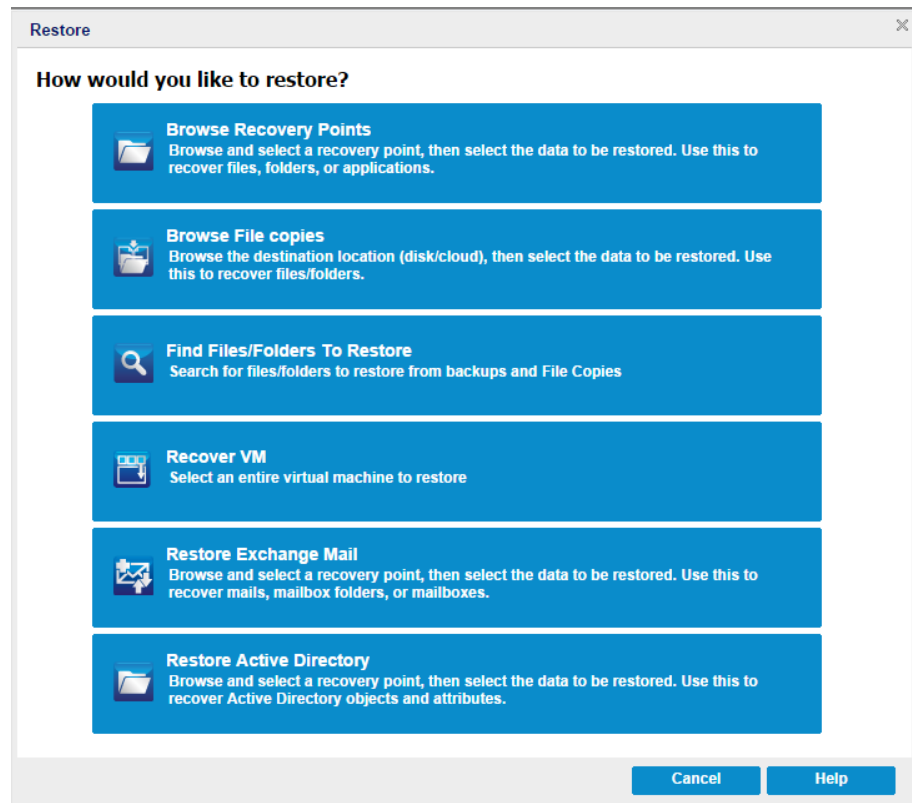 Restore
How would you like to restore?
Browse Recovery Points
Browse and select a recovery point, then select the data to be restored. Use this to
recover files, folders, or applications.
Browse File copies
Browse the destination location (disk/cloud), then select the data to be restored. Use
this to recover files/folders.
Find Files/Folders To Restore
Search for files/folders to restore from backups and File Copies
Recover VM
Select an entire virtual machine to restore
Restore Exchange Mail
Browse and select a recovery point, then select the data to be restored. Use this to
recover mails, mailbox folders, or mailboxes.
Restore Active Directory
Browse and select a recovery point, then select the data to be restored. Use this to
recover Active Directory objects and attributes.
Cancel
Help